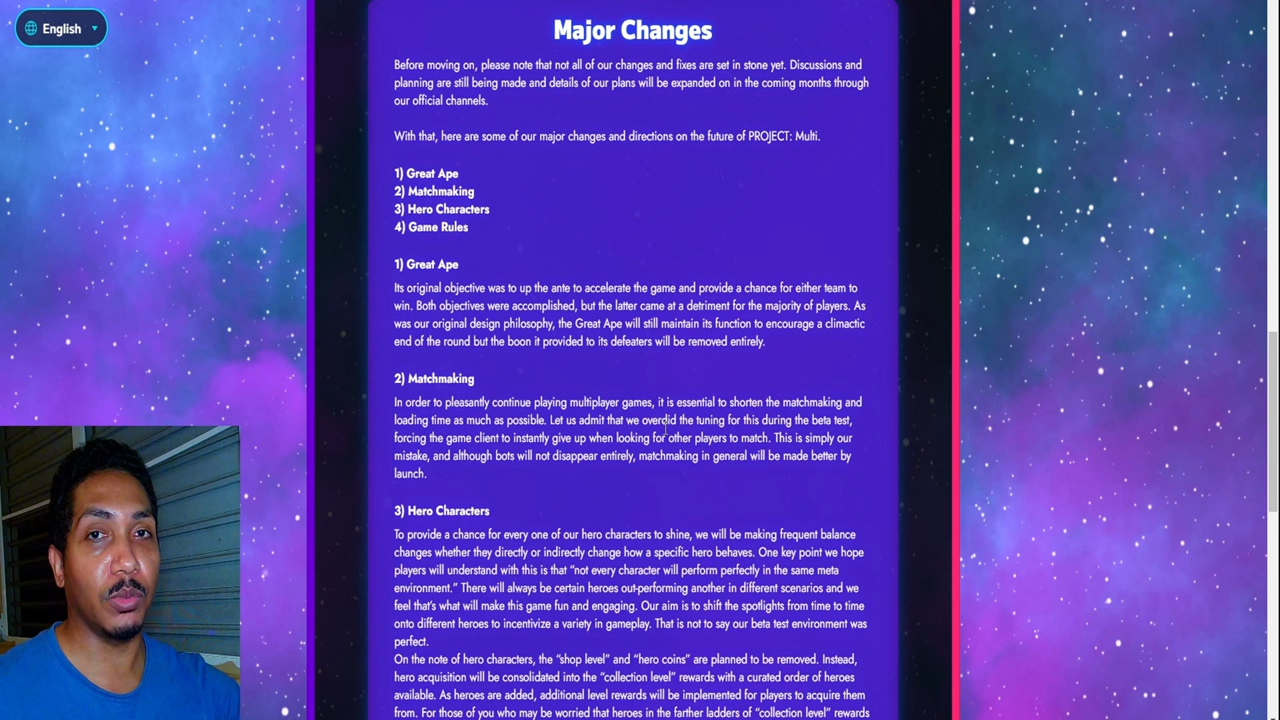 English
Major Changes
Before moving on, please note that not all of our changes and fixes are set in stone yet. Discussions and
planning are still being made and details of our plans will be expanded on in the coming months through
our official channels.
With that, here are some of our major changes and directions on the future of PROJECT: Multi.
1) Great Ape
2) Matchmaking
3) Hero Characters
4) Game Rules
1) Great Ape
Its original objective was to up the ante to accelerate the game and provide a chance for either team to
win. Both objectives were accomplished, but the latter came at a detriment for the majority of players. As
was our original design philosophy, the Great Ape will still maintain its function to encourage a climactic
end of the round but the boon it provided to its defeaters will be removed entirely.
2) Matchmaking
In order to pleasantly continue playing multiplayer games, it is essential to shorten the matchmaking and
loading time as much as possible. Let us admit that we overdid the tuning for this during the beta test,
forcing the game client to instantly give up when looking for other players to match. This is simply our
mistake, and although bots will not disappear entirely, matchmaking in general will be made better by
launch.
3) Hero Characters
To provide a chance for every one of our hero characters to shine, we will be making frequent balance
changes whether they directly or indirectly change how a specific hero behaves. One key point we hope
players will understand with this is that “not every character will perform perfectly in the same meta
environment.” There will always be certain heroes out-performing another in different scenarios and we
feel that’s what will make this game fun and engaging. Our aim is to shift the spotlights from time to time
onto different heroes to incentivize a variety in gameplay. That is not to say our beta test environment was
perfect.
On the note of hero characters, the “shop level” and “hero coins” are planned to be removed. Instead,
hero acquisition will be consolidated into the “collection level” rewards with a curated order of heroes
available. As heroes are added, additional level rewards will be implemented for players to acquire them
from. For those of you who may be worried that heroes in the farther ladders of “collection level” rewards